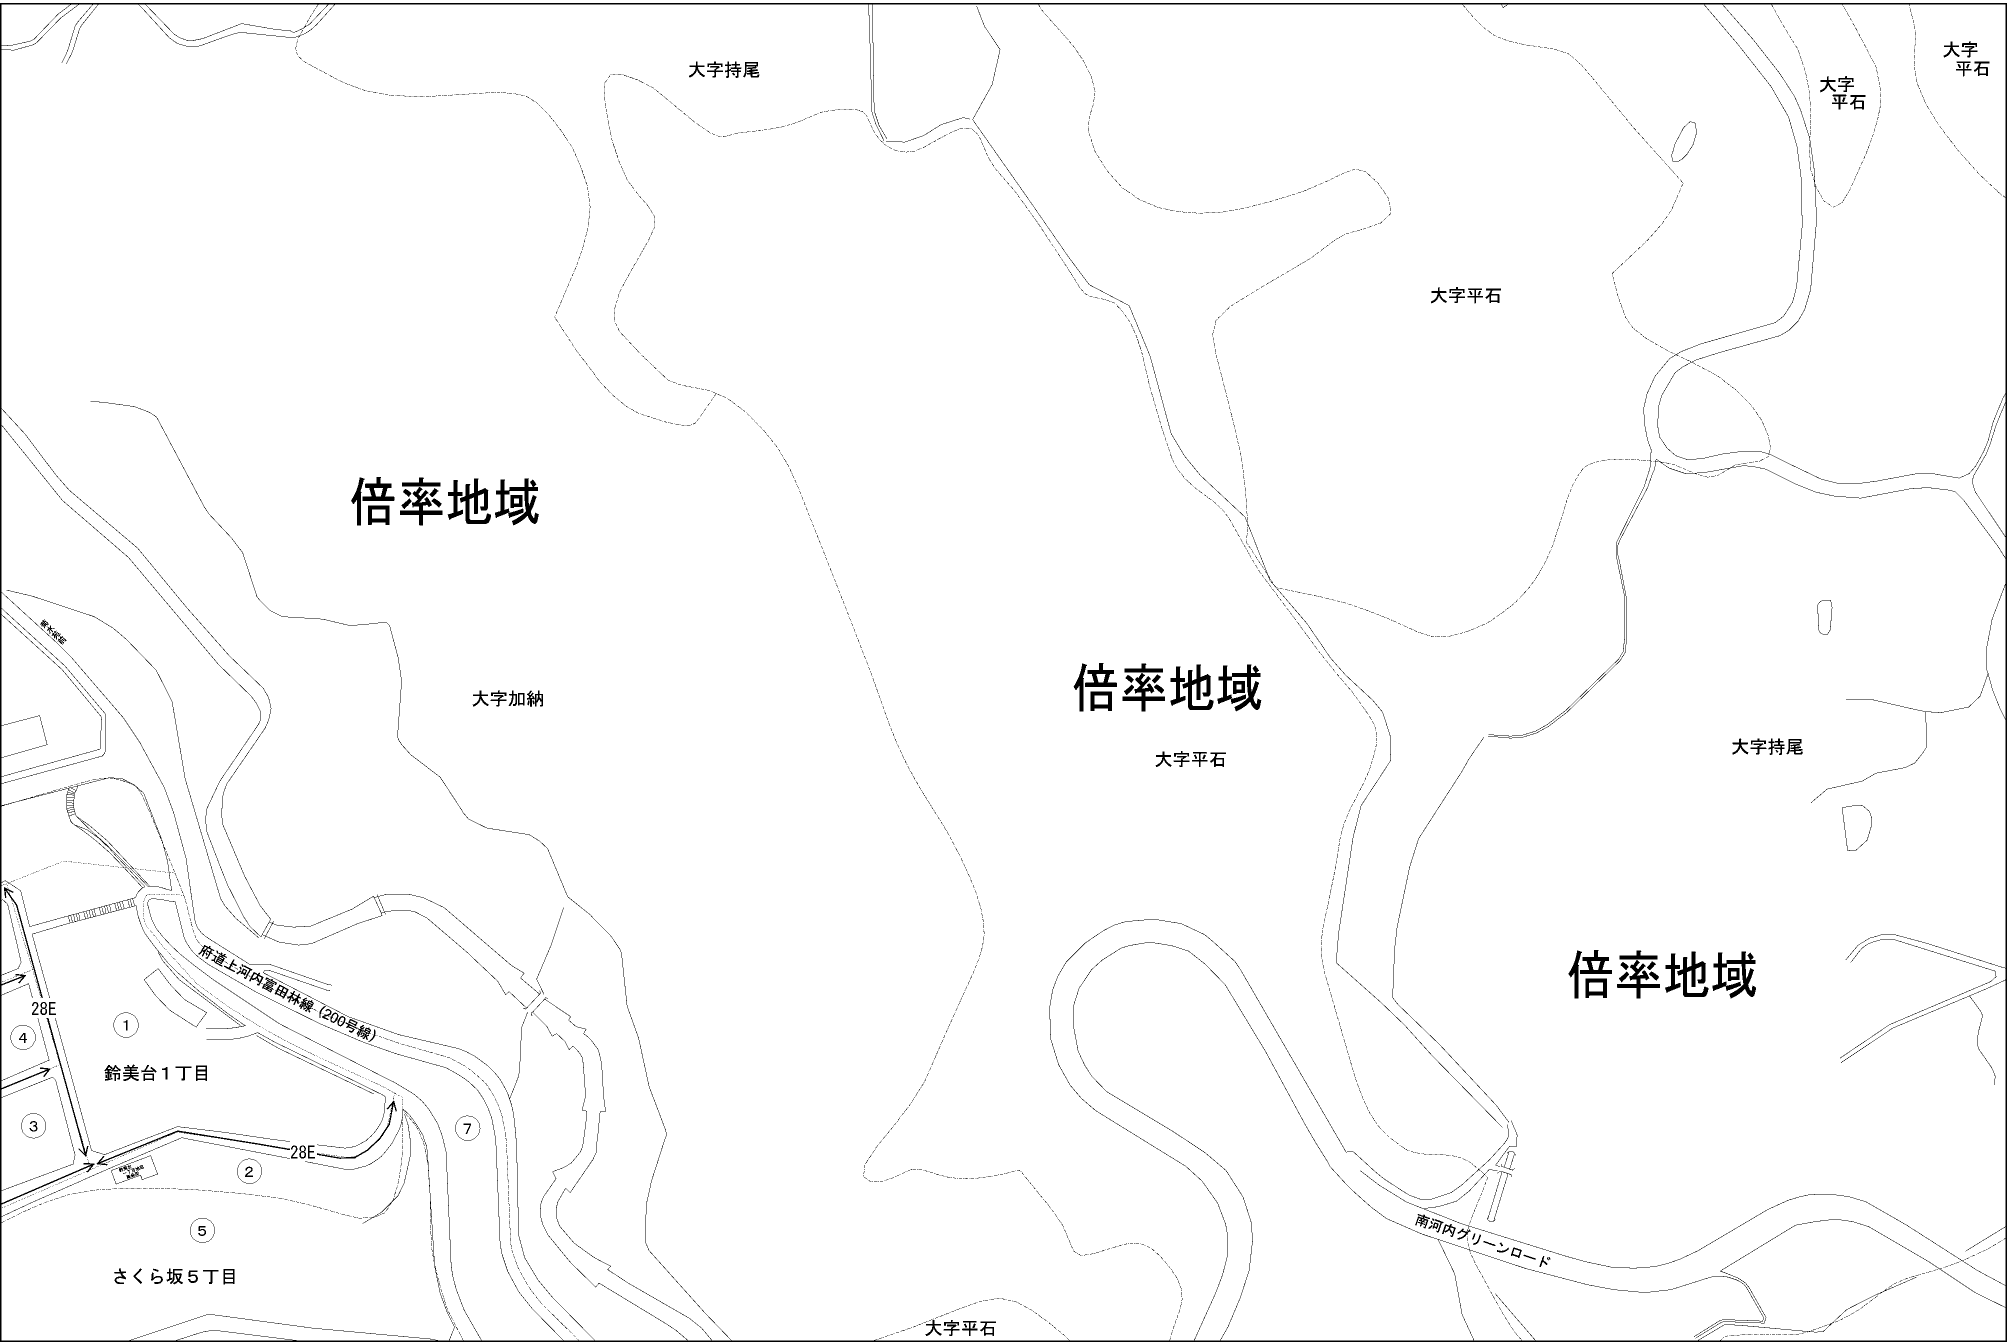 大字持尾
大字
平石
大字
平石
大字平石
倍率地域
大字加納
倍率地域
大字平石
大字持尾
倍率地域
府道上河内富田林線（200号線）
28E
①
④
鈴美台１丁目
③
⑦
28E
②
⑤
南河内グリーンロード
さくら坂５丁目
大字平石